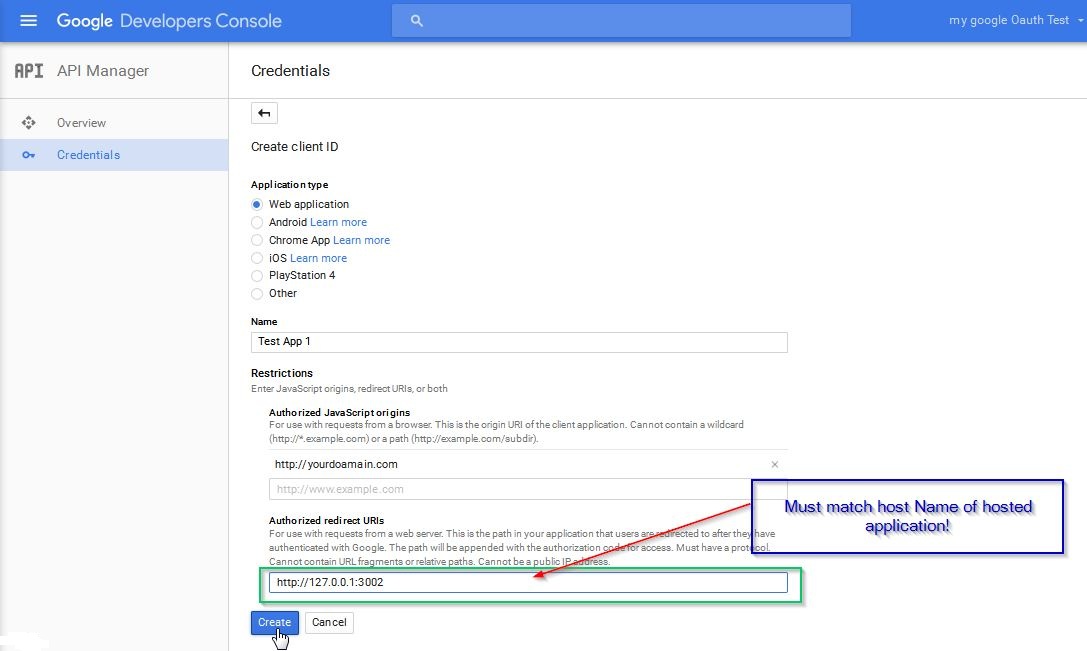 Google Developers Console
my google Oauth Test
API API Manager
Credentials
Overview
Credentials
Create client ID
Application type
Web application
Android Learn more
Chrome App Learn more
iOS Learn more
PlayStation 4
Other
Name
Test App 1
Restrictions
Enter JavaScript origins, redirect URIs, or both
Authorized JavaScript origins
For use with requests from a browser. This is the origin URI of the client application. Cannot contain a wildcard
(http://*.example.com) or a path (http://example.com/subdir).
http://yourdoamain.com
http://www.example.com
Must match host Name of hosted
application!
Authorized redirect URIs
For use with requests from a web server. This is the path in your application that users are redirected to after they have
authenticated with Google. The path will be appended with the authorization code for access. Must have a protocol.
Cannot contain URL fragments or relative paths. Cannot be a public IP address.
http://127.0.0.1:3002
Create Cancel